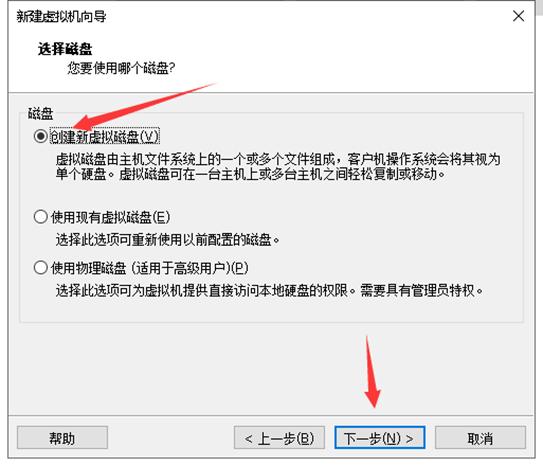 新建虚拟机向导
选择磁盘
您要使用哪个磁盘?
磁盘
创建新虚拟磁盘(V)
虚拟磁盘由主机文件系统上的一个或多个文件组成，客户机操作系统会将其视为
单个硬盘。虚拟磁盘可在一台主机上或多台主机之间轻松复制或移动。
使用现有虚拟磁盘(E)
选择此选项可重新使用以前配置的磁盘。
使用物理磁盘 (适用于高级用户)(P)
选择此选项可为虚拟机提供直接访问本地硬盘的权限。需要具有管理员特权。
帮助
< 上一步(B)
下一步(N) >
取消